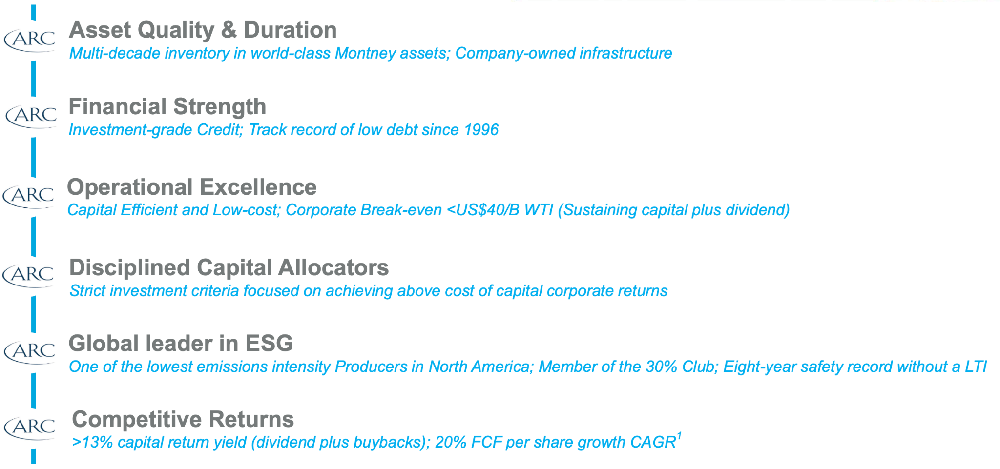 ARC
Asset Quality & Duration
Multi-decade inventory in world-class Montney assets; Company-owned infrastructure
ARC
Financial Strength
Investment-grade Credit; Track record of low debt since 1996
ARC
Operational Excellence
Capital Efficient and Low-cost; Corporate Break-even <US$40/B WTI (Sustaining capital plus dividend)
ARC
Disciplined Capital Allocators
Strict investment criteria focused on achieving above cost of capital corporate returns
ARC
Global leader in ESG
One of the lowest emissions intensity Producers in North America; Member of the 30% Club; Eight-year safety record without a LTI
ARC
Competitive Returns
>13% capital return yield (dividend plus buybacks); 20% FCF per share growth CAGR¹